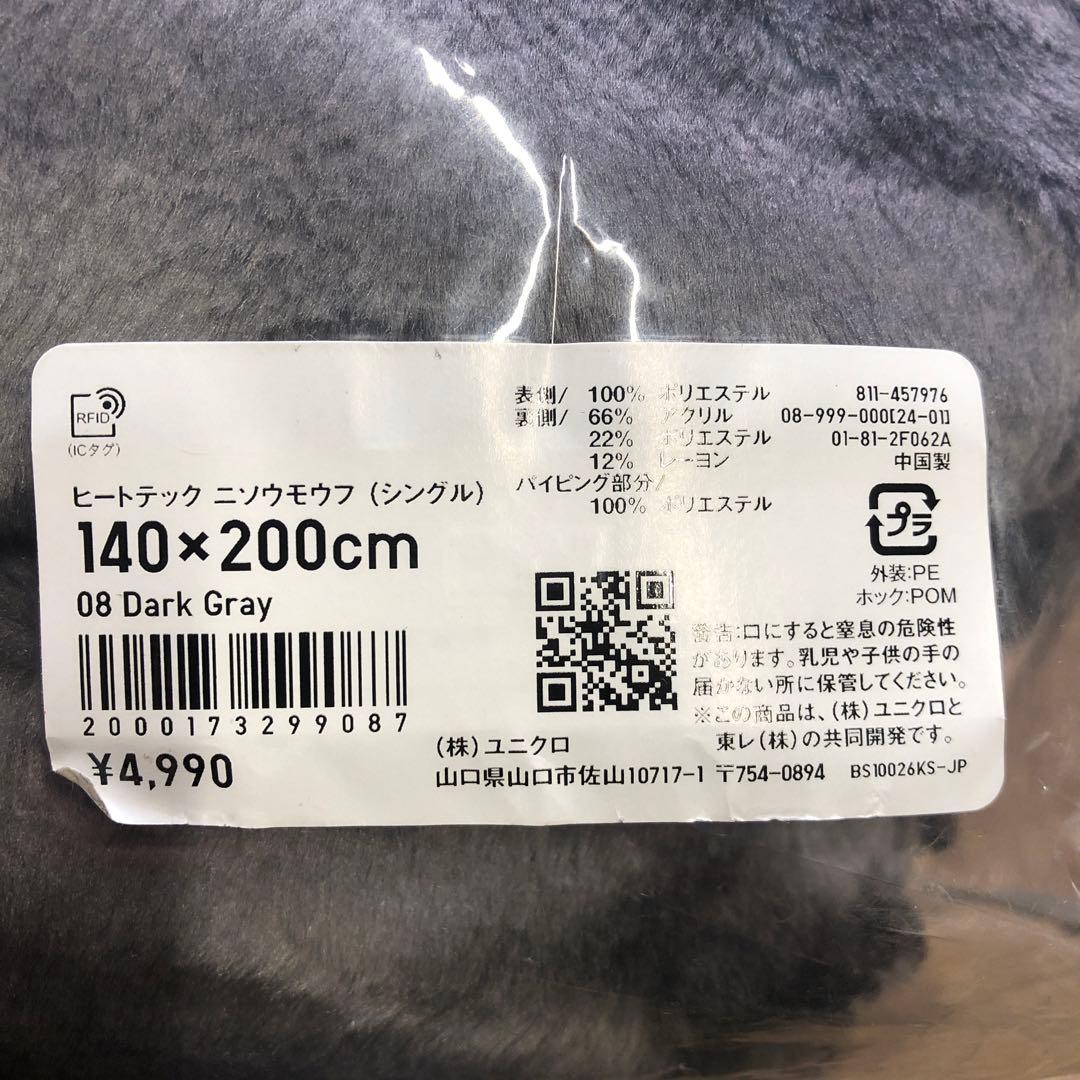 RFID
(ICタグ)
ヒートテック ニソウモウフ (シングル)
140×200cm
08 Dark Gray
2000173299087
¥4,990
表側/ 100% ポリエステル
裏側/ 66% アクリル
22% ポリエステル
12% レーヨン
パイピング部分/
100% ポリエステル
811-457976
08-999-000[24-01]
01-81-2F062A
中国製
プラ
外装:PE
ホック:POM
警告:口にすると窒息の危険性
があります。乳児や子供の手の
届かない所に保管してください。
※この商品は、(株)ユニクロと
東レ(株)の共同開発です。
(株)ユニクロ
山口県山口市佐山10717-1 〒754-0894 BS10026KS-JP